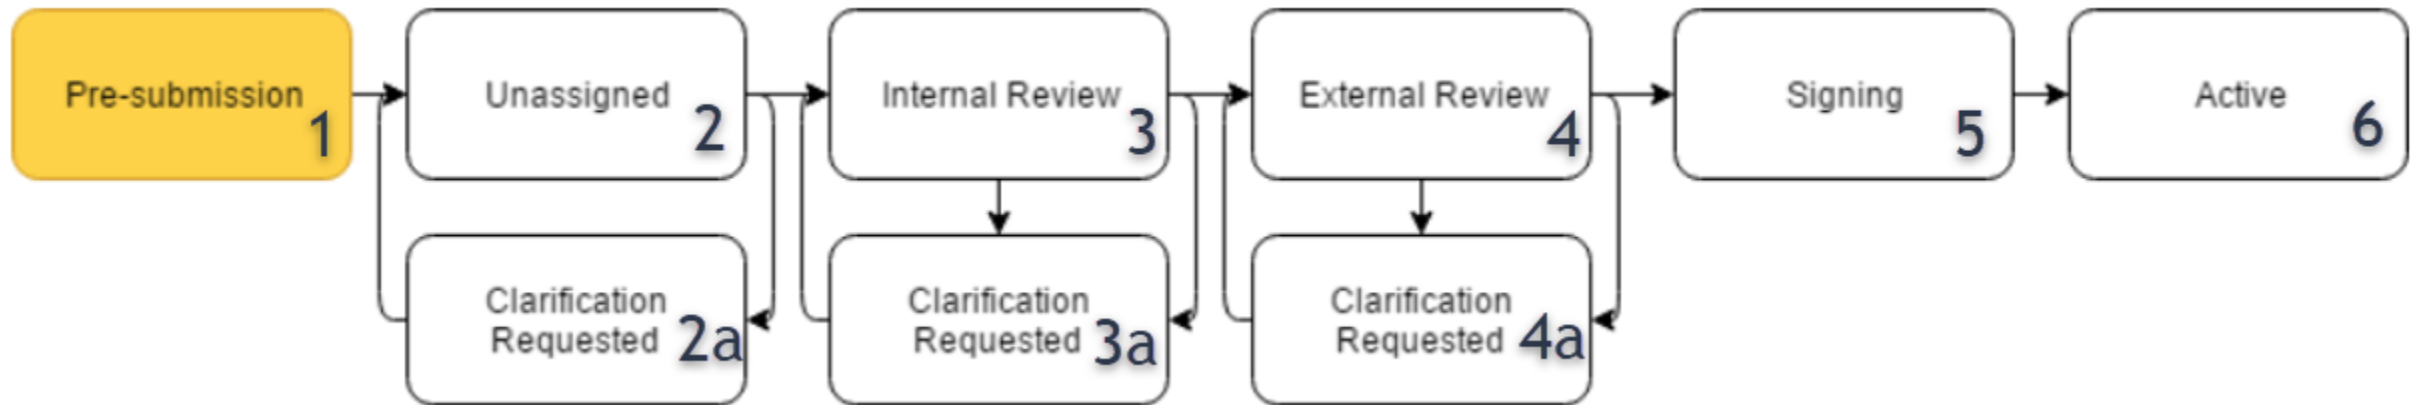 Pre-submission
1
Unassigned
2
Internal Review
3
External Review
4
Signing
5
Active
6
Clarification
Requested
2a
Clarification
Requested
3a
Clarification
Requested
4a